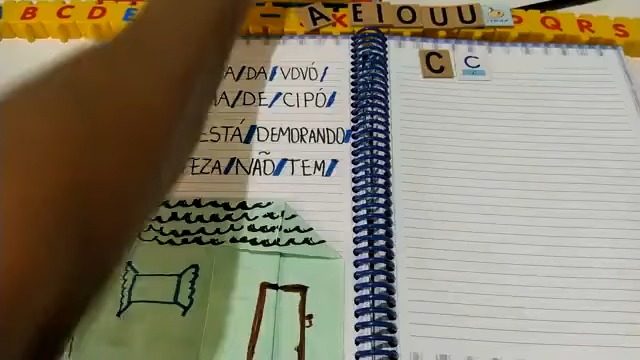 B C D E
A E I O U U
P Q R S
C C
A/DA/VOVÓ/
A/DE/CIPÓ/
ESTÁ/DEMORANDO/
EZA/NÃO/TEM/